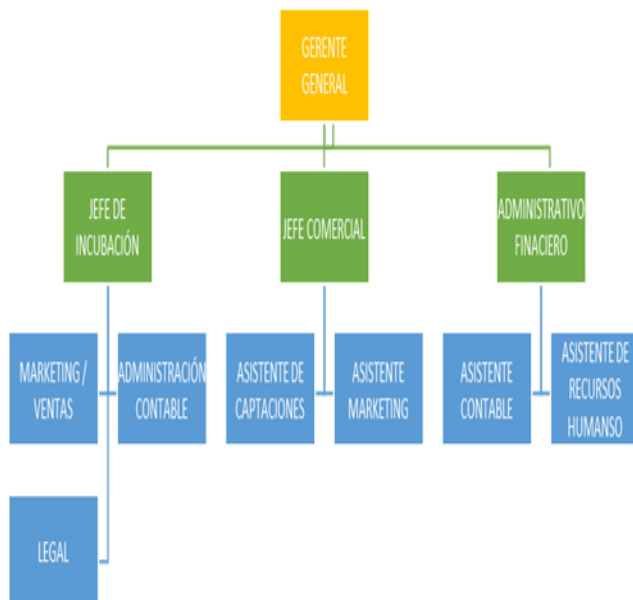 GERENTE
GENERAL
JEFE DE
INCUBACIÓN
JEFE COMERCIAL
ADMINISTRATIVO
FINACIERO
MARKETING /
VENTAS
ADMINISTRACIÓN
CONTABLE
ASISTENTE DE
CAPTACIONES
ASISTENTE
MARKETING
ASISTENTE
CONTABLE
ASISTENTE DE
RECURSOS
HUMANSO
LEGAL